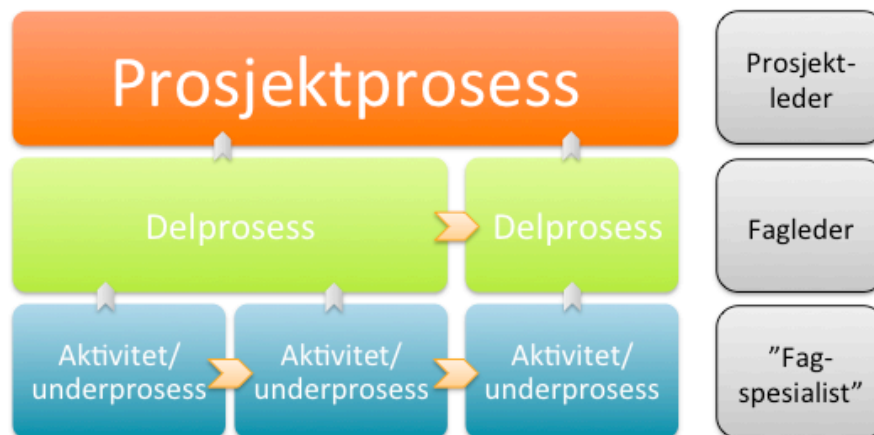 Prosjektprosess
Prosjekt-
leder
Delprosess
Delprosess
Fagleder
Aktivitet/
underprosess
Aktivitet/
underprosess
Aktivitet/
underprosess
”Fag-
spesialist”